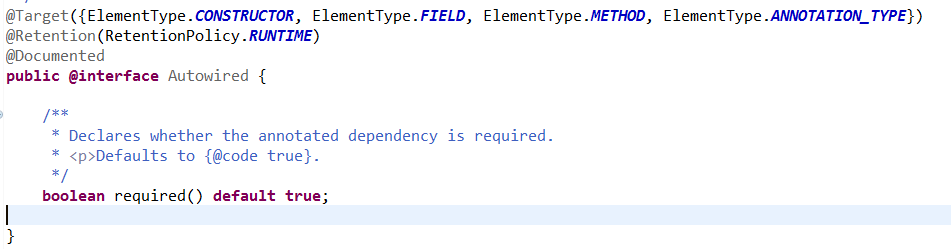 @Target({ElementType.CONSTRUCTOR, ElementType.FIELD, ElementType.METHOD, ElementType.ANNOTATION_TYPE})
@Retention(RetentionPolicy.RUNTIME)
@Documented
public @interface Autowired {
/**
* Declares whether the annotated dependency is required.
* <p>Defaults to {@code true}.
*/
boolean required() default true;
}